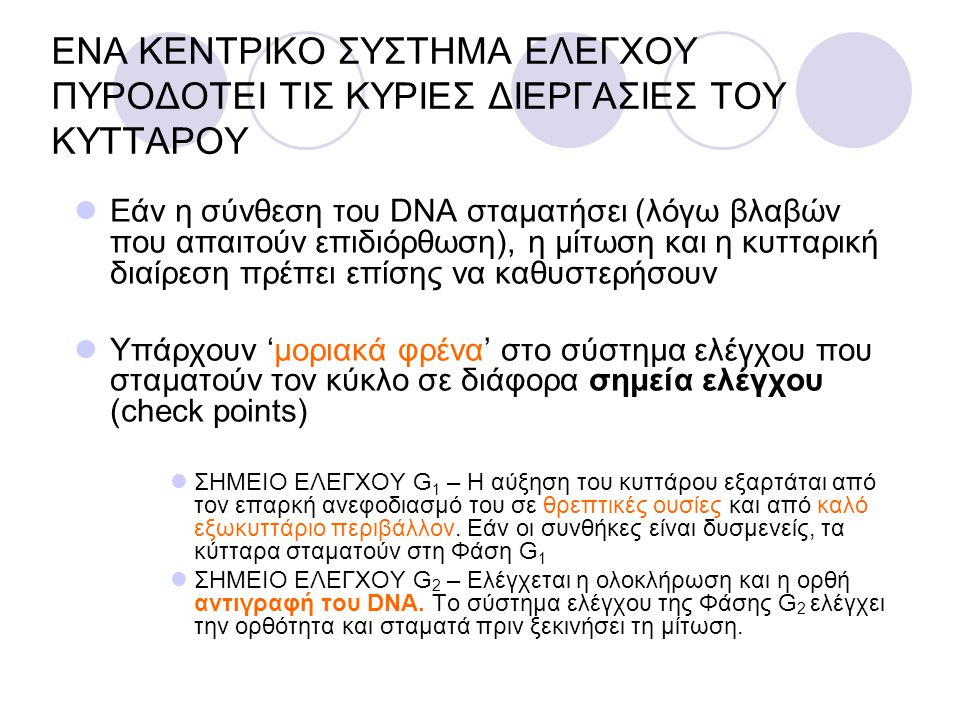 ΕΝΑ ΚΕΝΤΡΙΚΟ ΣΥΣΤΗΜΑ ΕΛΕΓΧΟΥ
ΠΥΡΟΔΟΤΕΙ ΤΙΣ ΚΥΡΙΕΣ ΔΙΕΡΓΑΣΙΕΣ ΤΟΥ
ΚΥΤΤΑΡΟΥ
Εάν η σύνθεση του DNA σταματήσει (λόγω βλαβών
που απαιτούν επιδιόρθωση), η μίτωση και η κυτταρική
διαίρεση πρέπει επίσης να καθυστερήσουν
Υπάρχουν ‘μοριακά φρένα’ στο σύστημα ελέγχου που
σταματούν τον κύκλο σε διάφορα σημεία ελέγχου
(check points)
ΣΗΜΕΙΟ ΕΛΕΓΧΟΥ G₁ – Η αύξηση του κυττάρου εξαρτάται από
τον επαρκή ανεφοδιασμό του σε θρεπτικές ουσίες και από καλό
εξωκυττάριο περιβάλλον. Εάν οι συνθήκες είναι δυσμενείς, τα
κύτταρα σταματούν στη Φάση G₁
ΣΗΜΕΙΟ ΕΛΕΓΧΟΥ G₂ – Ελέγχεται η ολοκλήρωση και η ορθή
αντιγραφή του DNA. Το σύστημα ελέγχου της Φάσης G₂ ελέγχει
την ορθότητα και σταματά πριν ξεκινήσει τη μίτωση.